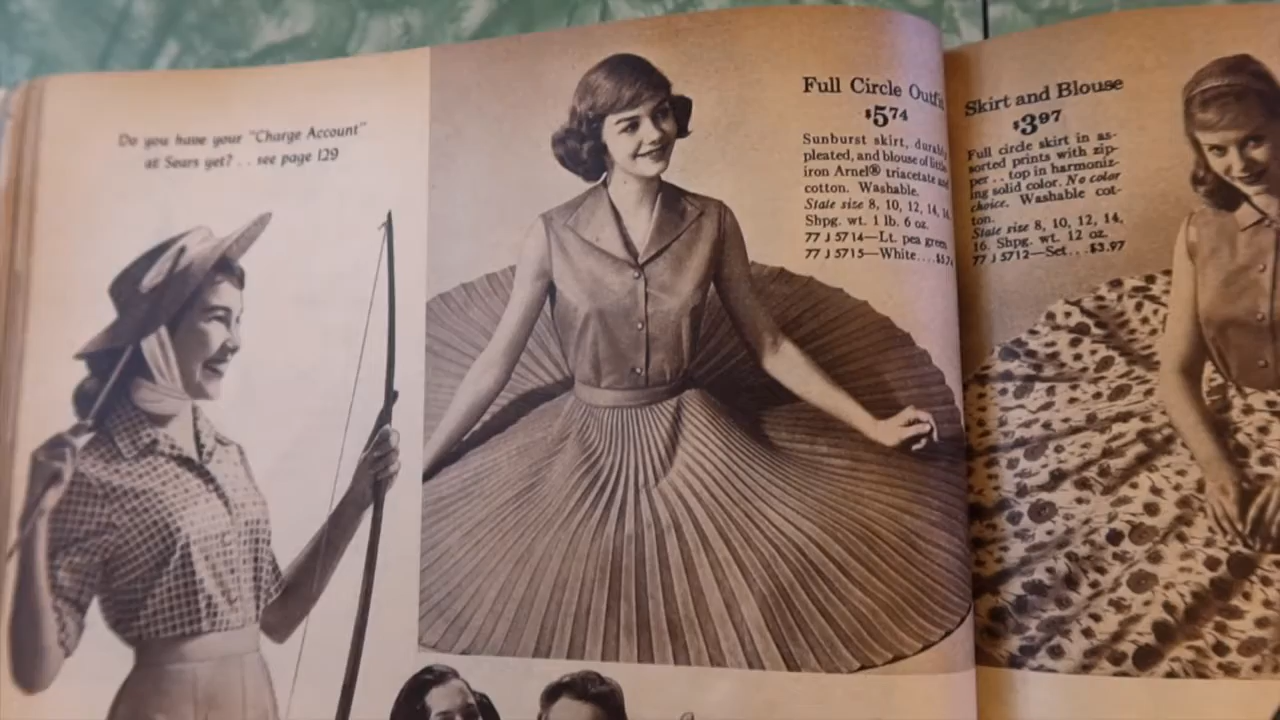 Do you have your "Charge Account"
at Sears yet? . . see page 129
Full Circle Outfit
$5.74
Sunburst skirt, durably
pleated, and blouse of little
iron Arnel® triacetate and
cotton. Washable.
State size 8, 10, 12, 14, 16.
Shpg. wt. 1 lb. 6 oz.
77 J 5714—Lt. pea green
77 J 5715—White....$5.74
Skirt and Blouse
$3.97
Full circle skirt in as-
sorted prints with zip-
per . . top in harmoniz-
ing solid color. No color
choice. Washable cot-
ton.
State size 8, 10, 12, 14,
16. Shpg. wt. 12 oz.
77 J 5712—Set...$3.97